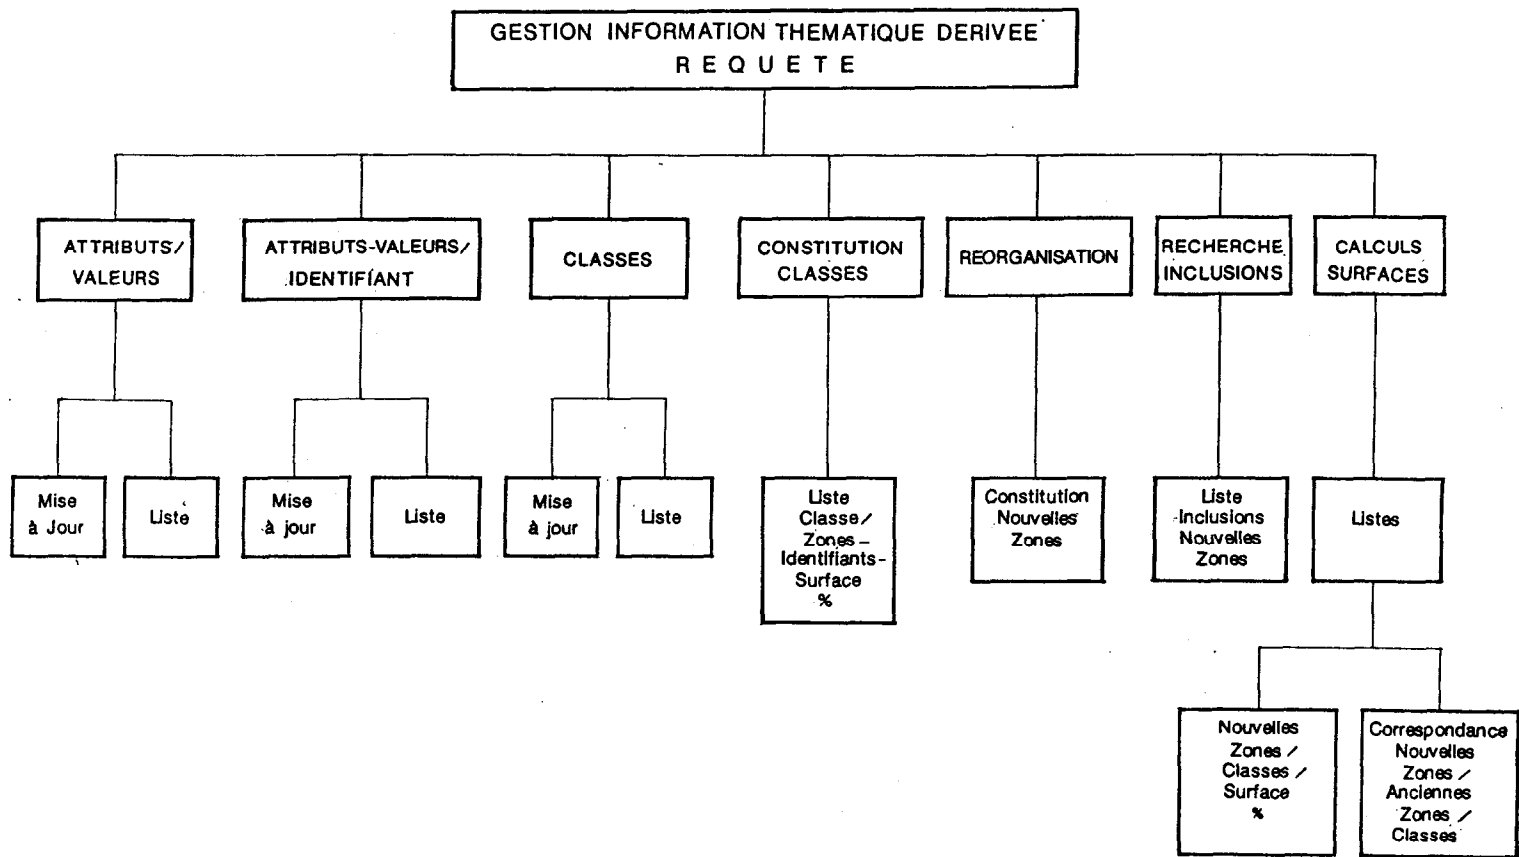 GESTION INFORMATION THEMATIQUE DERIVEE
R E Q U E T E
ATTRIBUTS/
VALEURS
ATTRIBUTS-VALEURS/
IDENTIFIANT
CLASSES
CONSTITUTION
CLASSES
REORGANISATION
RECHERCHE
INCLUSIONS
CALCULS
SURFACES
Mise
à Jour
Liste
Mise
à jour
Liste
Mise
à jour
Liste
Liste
Classe/
Zones-
Identifiants-
Surface
%
Constitution
Nouvelles
Zones
Liste
Inclusions
Nouvelles
Zones
Listes
Nouvelles
Zones /
Classes /
Surface
%
Correspondance
Nouvelles
Zones /
Anciennes
Zones /
Classes